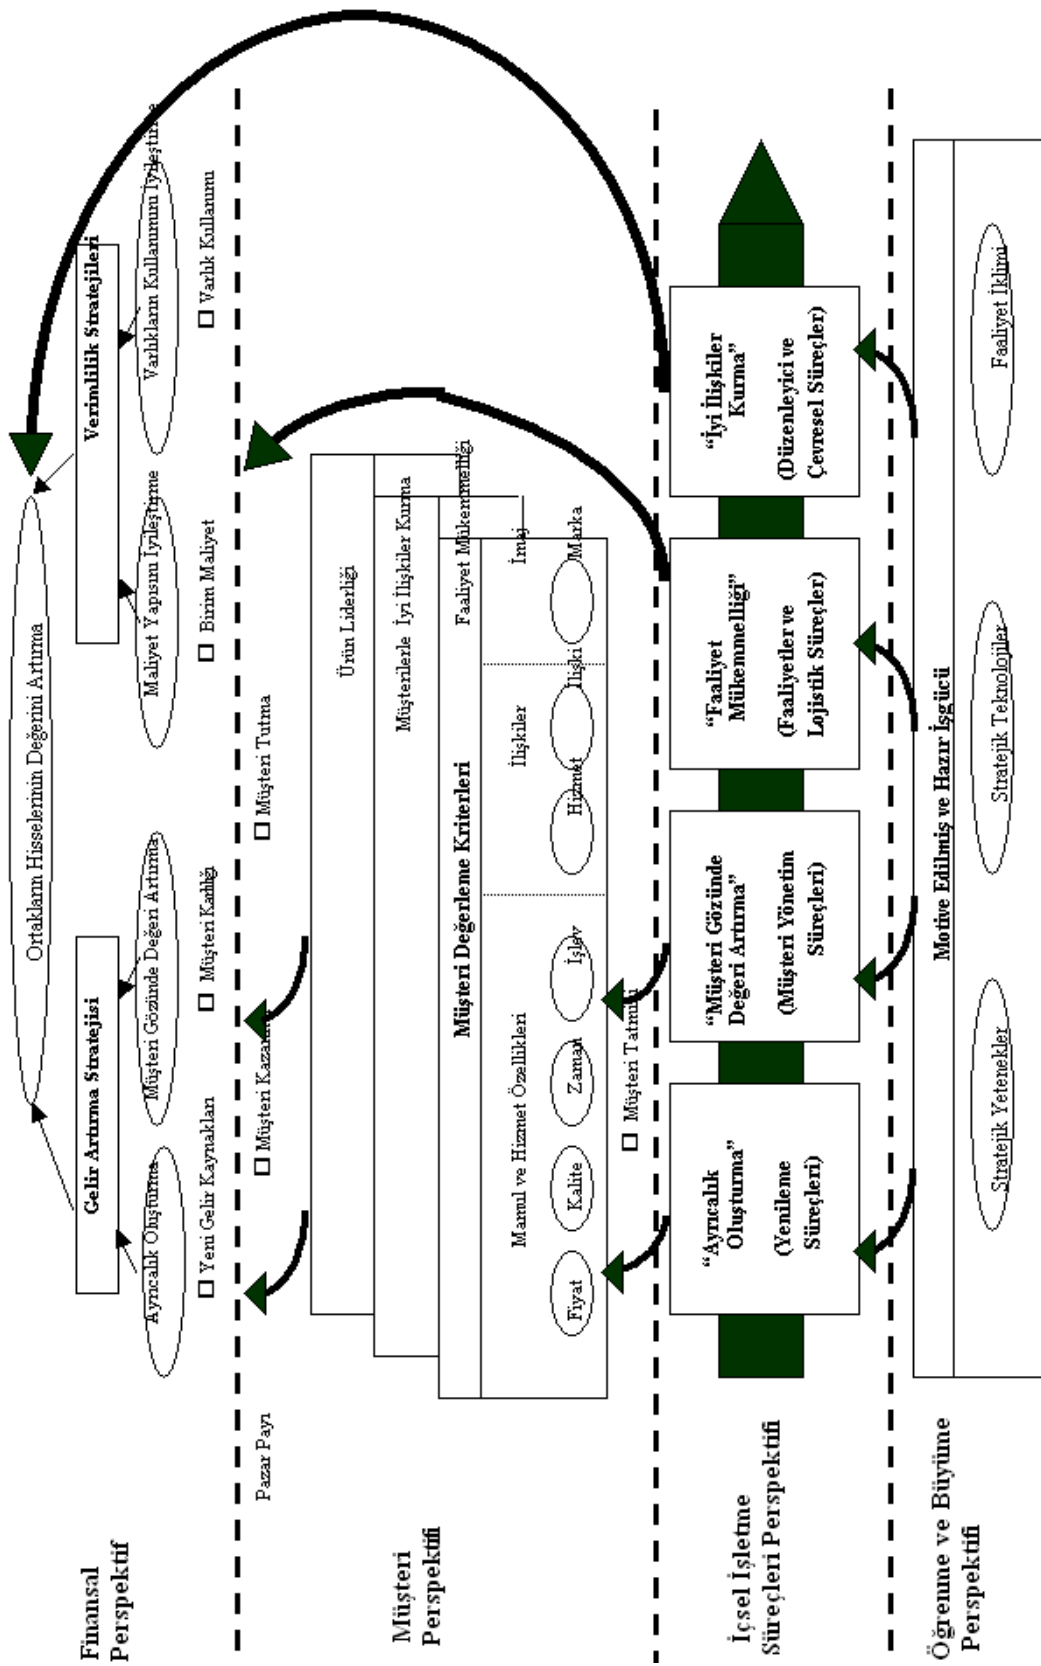 Finansal
Perspektif
Ortakların Hisselerinin Değerini Artırma
Gelir Artırma Stratejisi
Verimlilik Stratejileri
Ayrıcalık Oluşturma
Müşteri Gözünde Değeri Artırma
Maliyet Yapısını İyileştirme
Varlıkların Kullanımını İyileştirme
Yeni Gelir Kaynakları
Müşteri Karlılığı
Birim Maliyet
Varlık Kullanımı
Müşteri
Perspektifi
Pazar Payı
Müşteri Kazanma
Müşteri Tutma
Ürün Liderliği
Müşterilerle İyi İlişkiler Kurma
Faaliyet Mükemmelliği
Müşteri Değerleme Kriterleri
Mamul ve Hizmet Özellikleri
İlişkiler
İmaj
Fiyat
Kalite
Zaman
İşlev
Hizmet
İlişki
Marka
Müşteri Tatmini
İçsel İşletme
Süreçleri Perspektifi
“Ayrıcalık
Oluşturma”
(Yenileme
Süreçleri)
“Müşteri Gözünde
Değeri Artırma”
(Müşteri Yönetim
Süreçleri)
“Faaliyet
Mükemmelliği”
(Faaliyetler ve
Lojistik Süreçler)
“İyi İlişkiler
Kurma”
(Düzenleyici ve
Çevresel Süreçler)
Öğrenme ve Büyüme
Perspektifi
Motive Edilmiş ve Hazır İşgücü
Stratejik Yetenekler
Stratejik Teknolojiler
Faaliyet İklimi